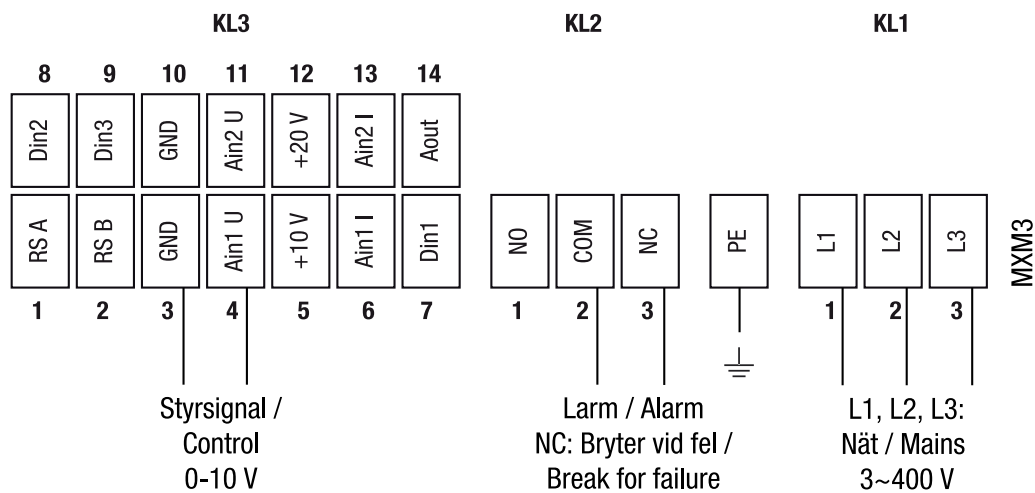 KL3 KL2 KL1
8 9 10 11 12 13 14
Din2 Din3 GND Ain2 U +20 V Ain2 I Aout
RS A RS B GND Ain1 U +10 V Ain1 I Din1 NO COM NC PE L1 L2 L3 MXM3
1 2 3 4 5 6 7 1 2 3 1 2 3
Styrsignal / Larm / Alarm L1, L2, L3:
Control NC: Bryter vid fel / Nät / Mains
0-10 V Break for failure 3~400 V